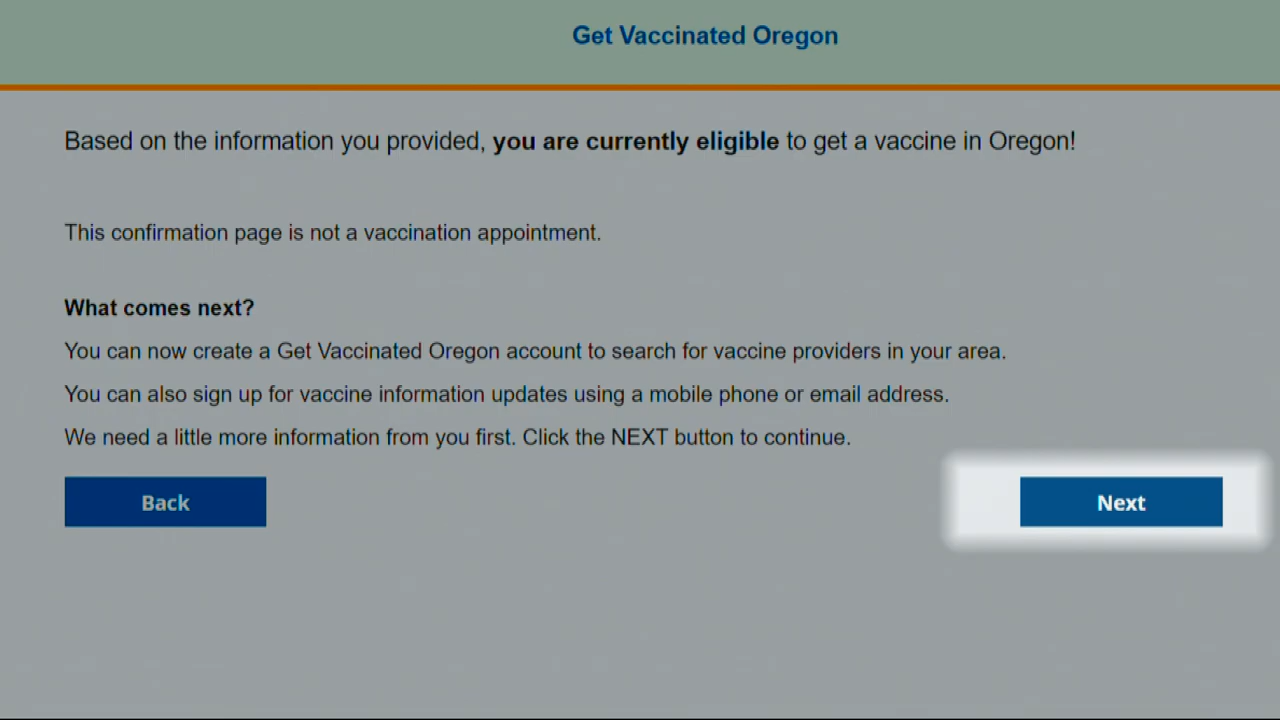 Get Vaccinated Oregon
Based on the information you provided, you are currently eligible to get a vaccine in Oregon!
This confirmation page is not a vaccination appointment.
What comes next?
You can now create a Get Vaccinated Oregon account to search for vaccine providers in your area.
You can also sign up for vaccine information updates using a mobile phone or email address.
We need a little more information from you first. Click the NEXT button to continue.
Back
Next